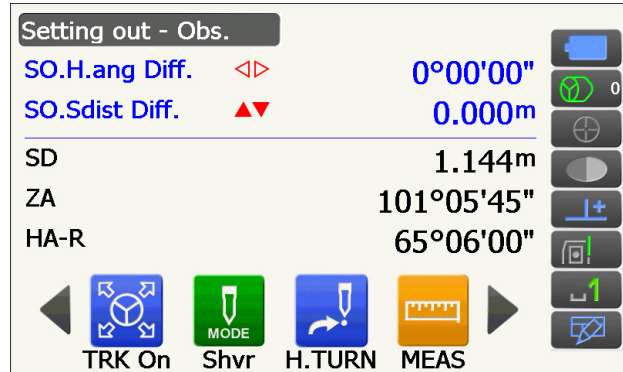 Setting out - Obs.
SO.H.ang Diff. 0°00'00"
SO.Sdist Diff. 0.000m
0
SD 1.144m
ZA 101°05'45"
HA-R 65°06'00"
1
MODE
TRK On Shvr H.TURN MEAS